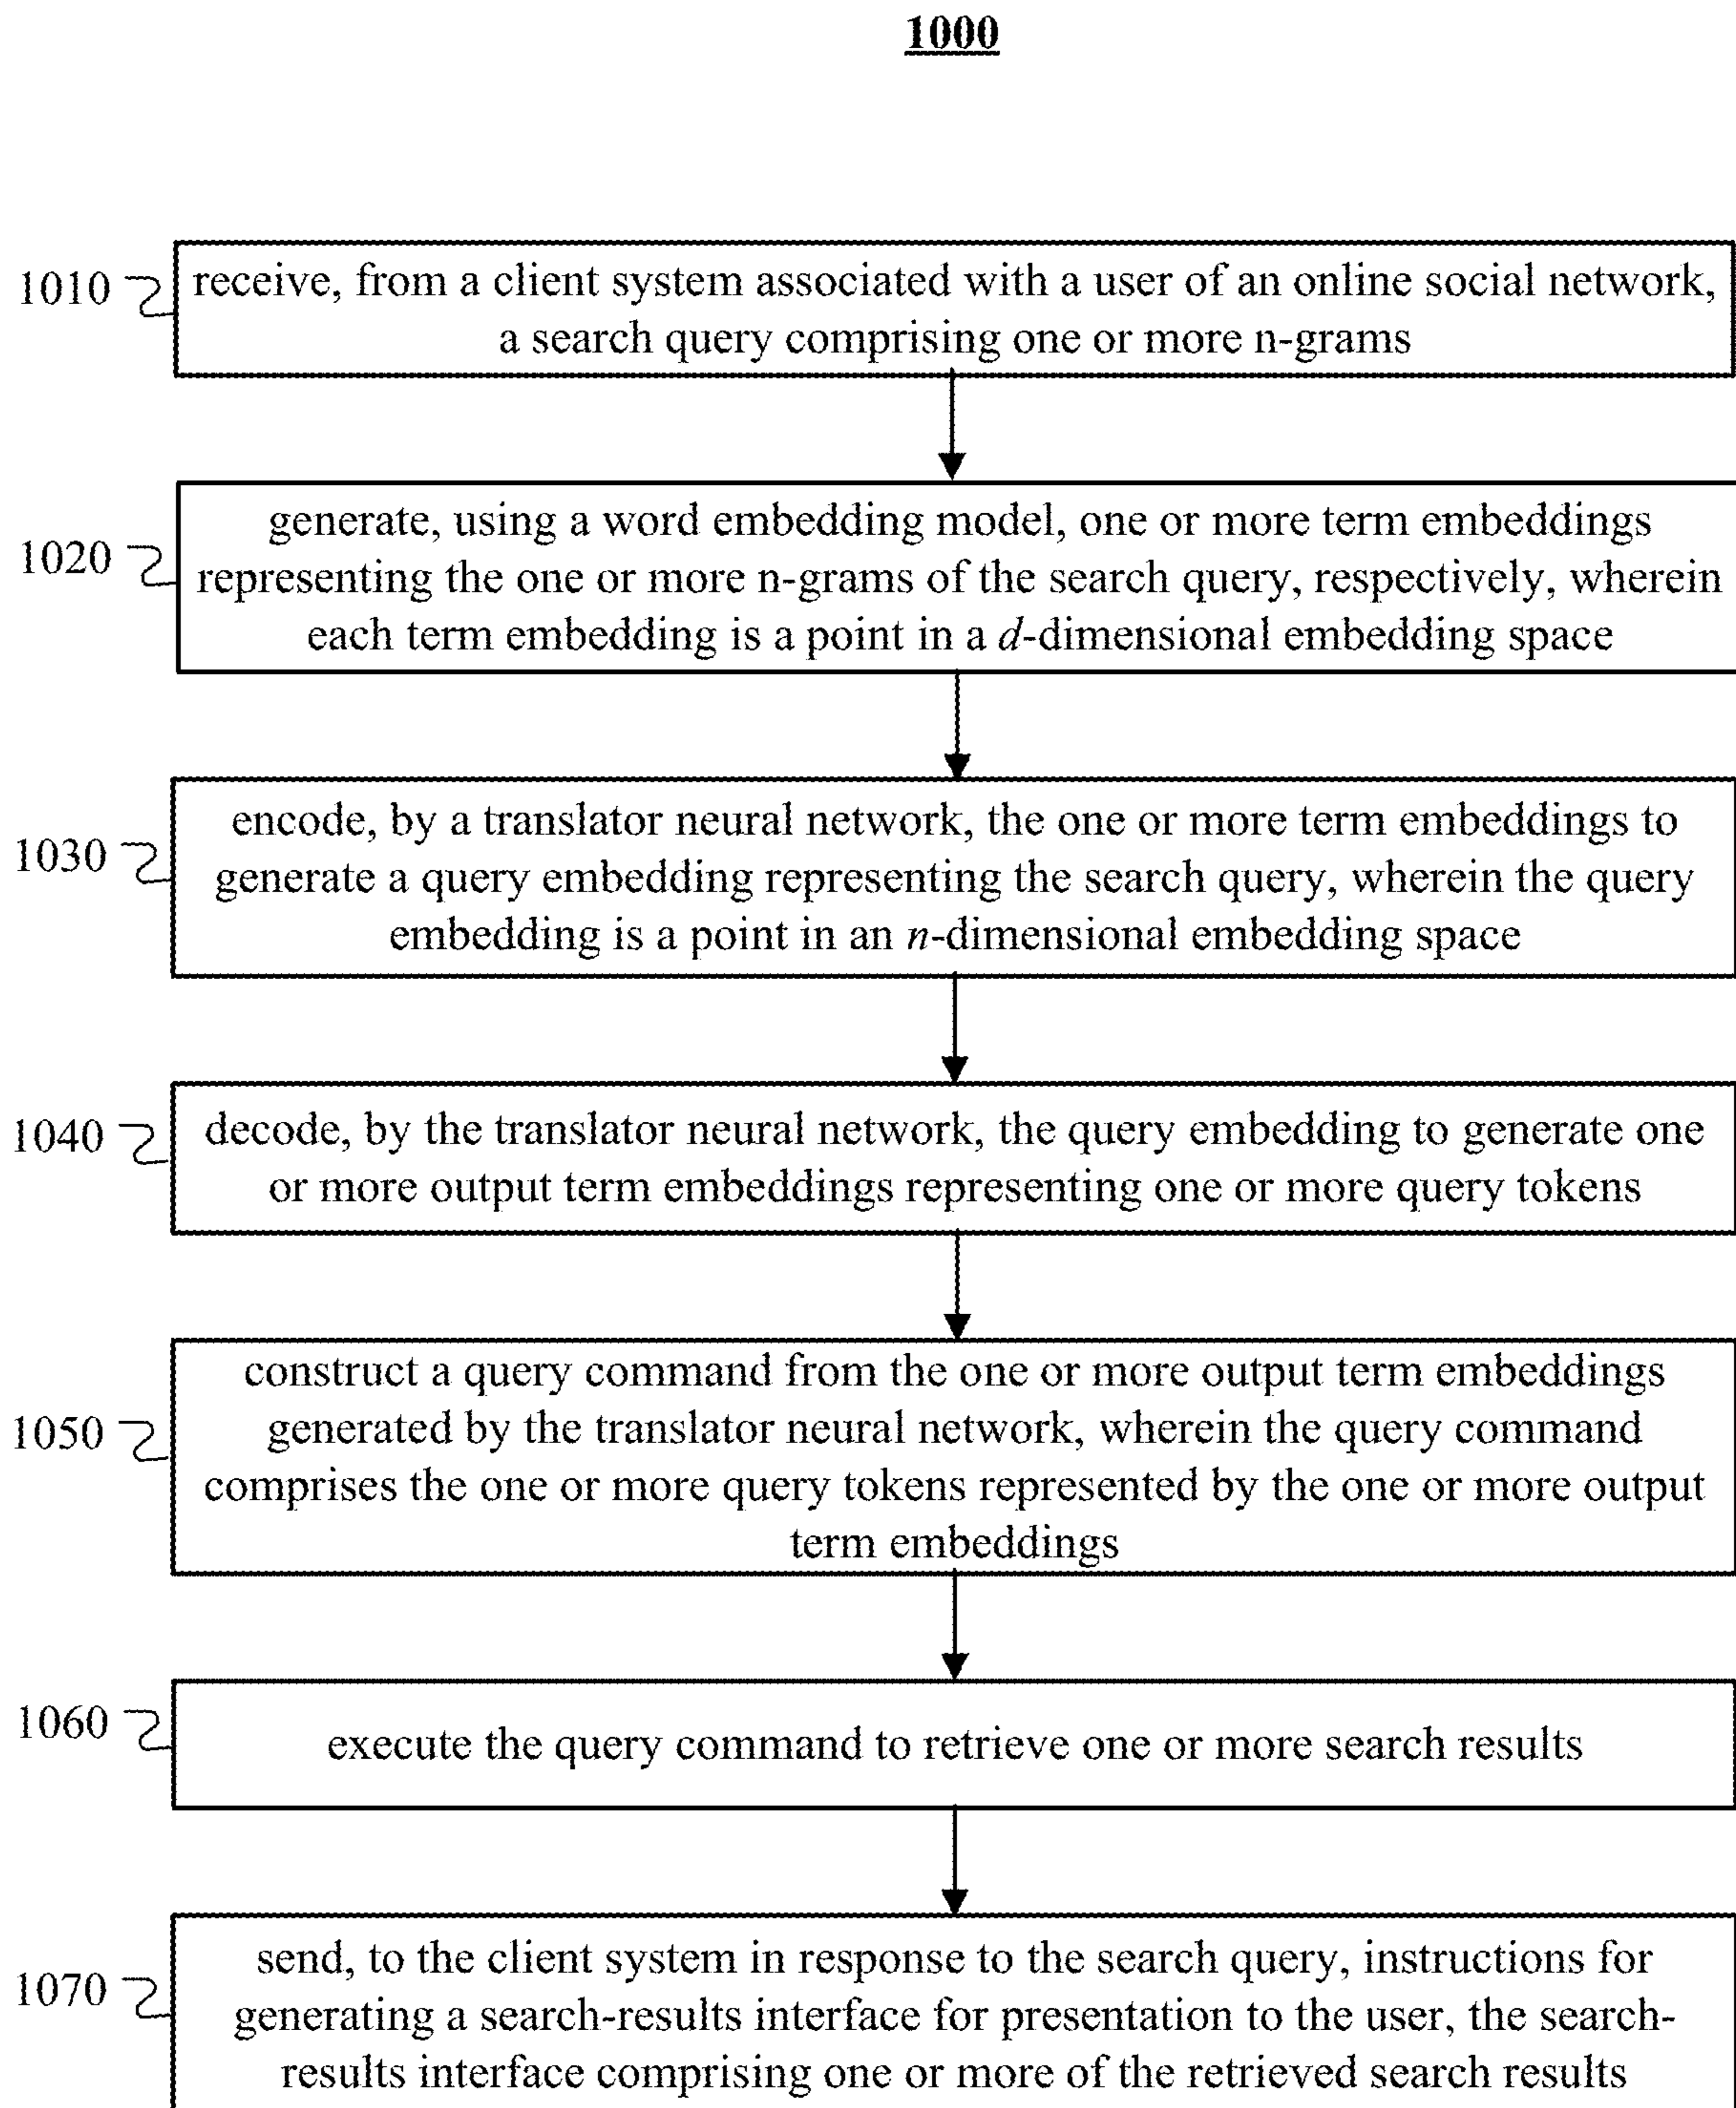 1000
1010
receive, from a client system associated with a user of an online social network,
a search query comprising one or more n-grams
1020
generate, using a word embedding model, one or more term embeddings
representing the one or more n-grams of the search query, respectively, wherein
each term embedding is a point in a d-dimensional embedding space
1030
encode, by a translator neural network, the one or more term embeddings to
generate a query embedding representing the search query, wherein the query
embedding is a point in an n-dimensional embedding space
1040
decode, by the translator neural network, the query embedding to generate one
or more output term embeddings representing one or more query tokens
1050
construct a query command from the one or more output term embeddings
generated by the translator neural network, wherein the query command
comprises the one or more query tokens represented by the one or more output
term embeddings
1060
execute the query command to retrieve one or more search results
1070
send, to the client system in response to the search query, instructions for
generating a search-results interface for presentation to the user, the search-
results interface comprising one or more of the retrieved search results